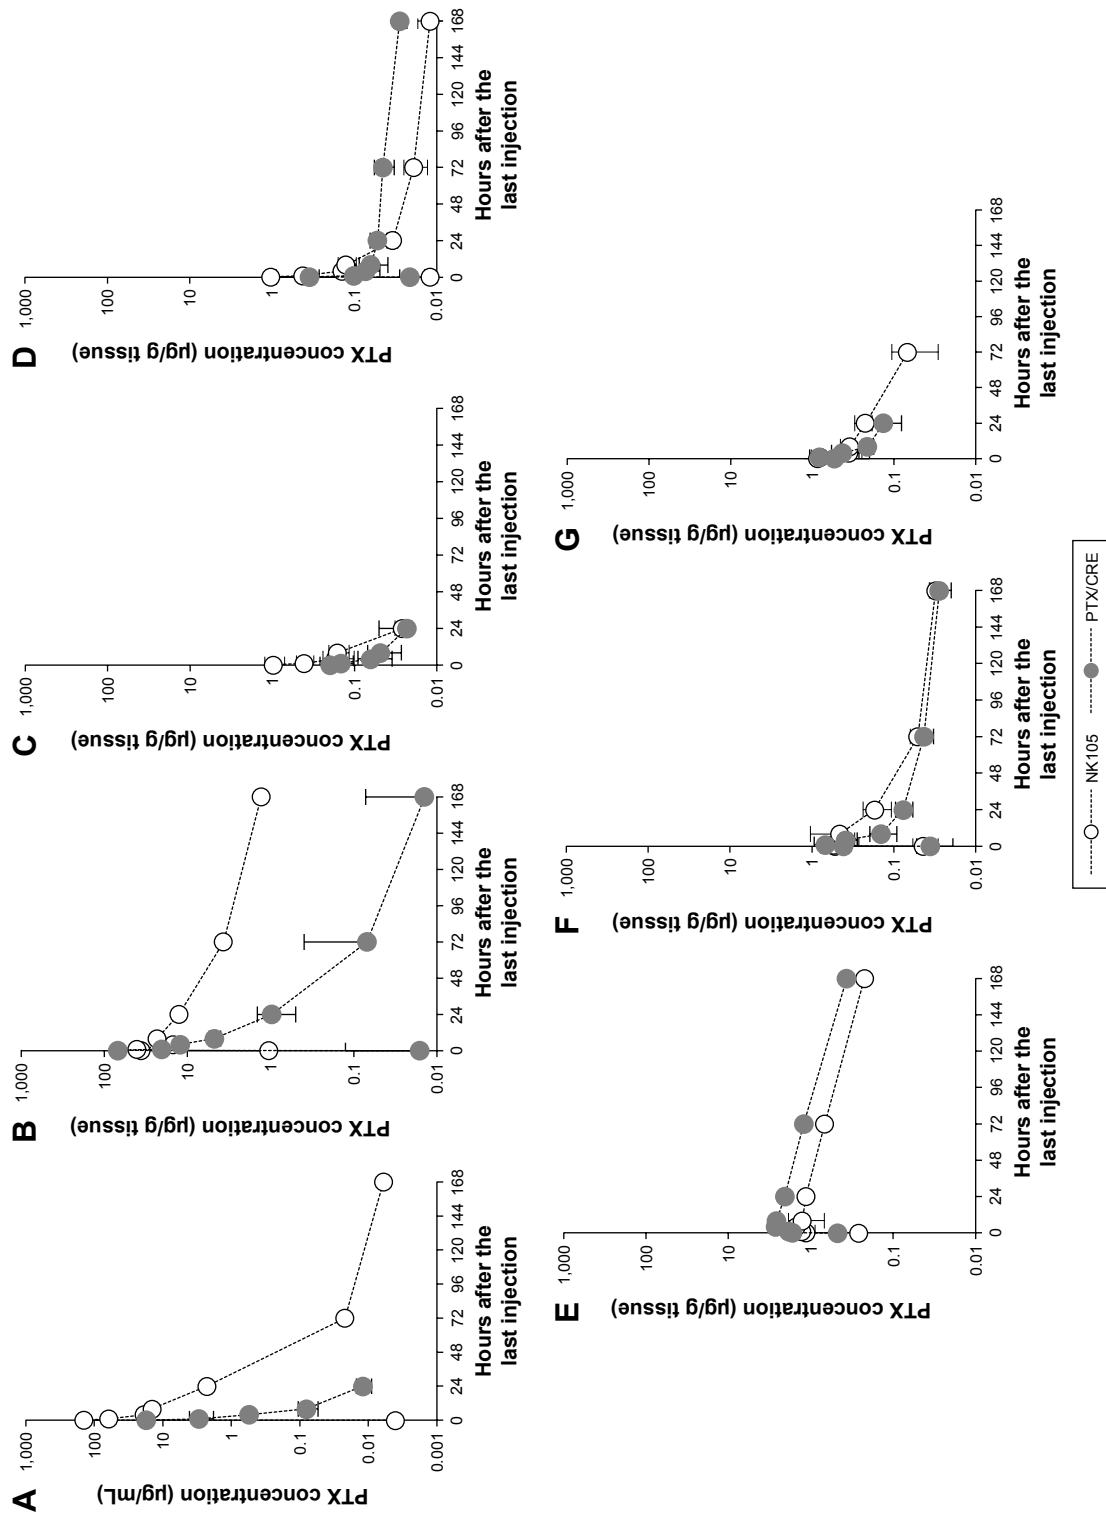 A
PTX concentration (µg/mL)
1,000
100
10
1
0.1
0.01
0.001
0 24 48 72 96 120 144 168
Hours after the
last injection
B
PTX concentration (µg/g tissue)
1,000
100
10
1
0.1
0.01
0 24 48 72 96 120 144 168
Hours after the
last injection
C
PTX concentration (µg/g tissue)
1,000
100
10
1
0.1
0.01
0 24 48 72 96 120 144 168
Hours after the
last injection
D
PTX concentration (µg/g tissue)
1,000
100
10
1
0.1
0.01
0 24 48 72 96 120 144 168
Hours after the
last injection
E
PTX concentration (µg/g tissue)
1,000
100
10
1
0.1
0.01
0 24 48 72 96 120 144 168
Hours after the
last injection
F
PTX concentration (µg/g tissue)
1,000
100
10
1
0.1
0.01
0 24 48 72 96 120 144 168
Hours after the
last injection
G
PTX concentration (µg/g tissue)
1,000
100
10
1
0.1
0.01
0 24 48 72 96 120 144 168
Hours after the
last injection
NK105 PTX/CRE